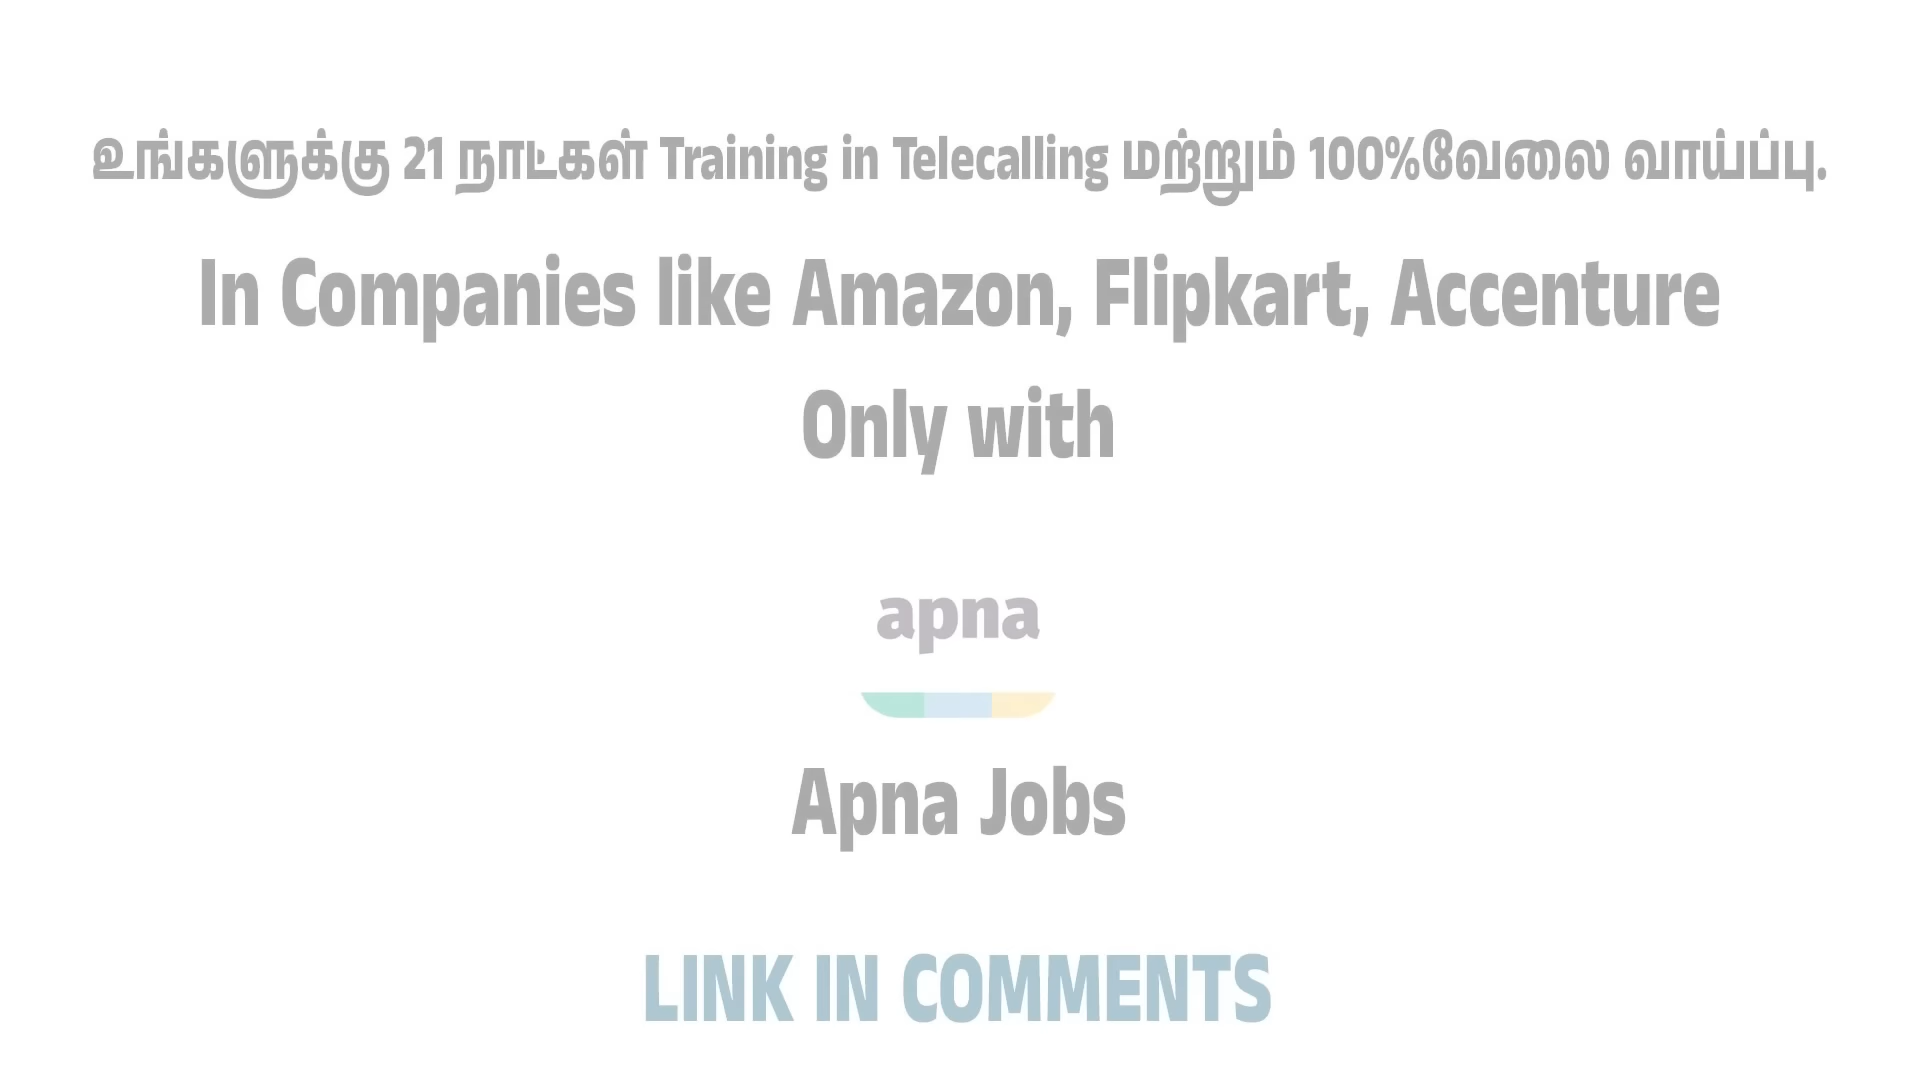 உங்களுக்கு 21 நாட்கள் Training in Telecalling மற்றும் 100%வேலை வாய்ப்பு.
In Companies like Amazon, Flipkart, Accenture
Only with
apna
Apna Jobs
LINK IN COMMENTS